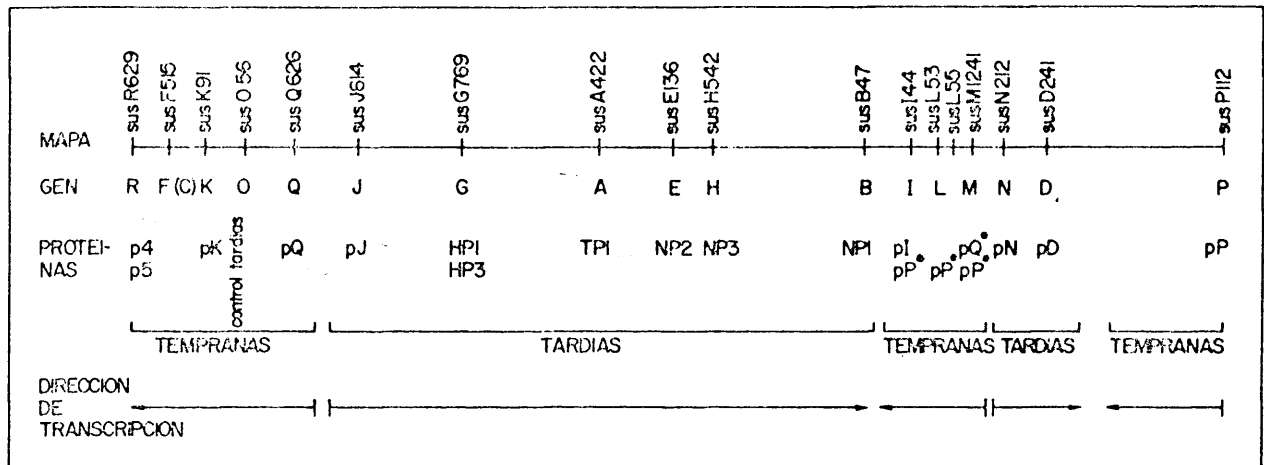 susR629 susF515 susK91 susO56 susQ626 susJ614 susG769 susA422 susE136 susH542 susB47 susI44 susL53 susL55 susM1241 susN212 susD241 susP112
MAPA
GEN R F (C) K O Q J G A E H B I L M N D P
PROTEI- p4 pK control tardías pQ pJ HP1 TP1 NP2 NP3 NP1 pI pQ• pN pD pP
NAS p5 HP3 pP• pP• pP•
TEMPRANAS TARDIAS TEMPRANAS TARDIAS TEMPRANAS
DIRECCION
DE
TRANSCRIPCION